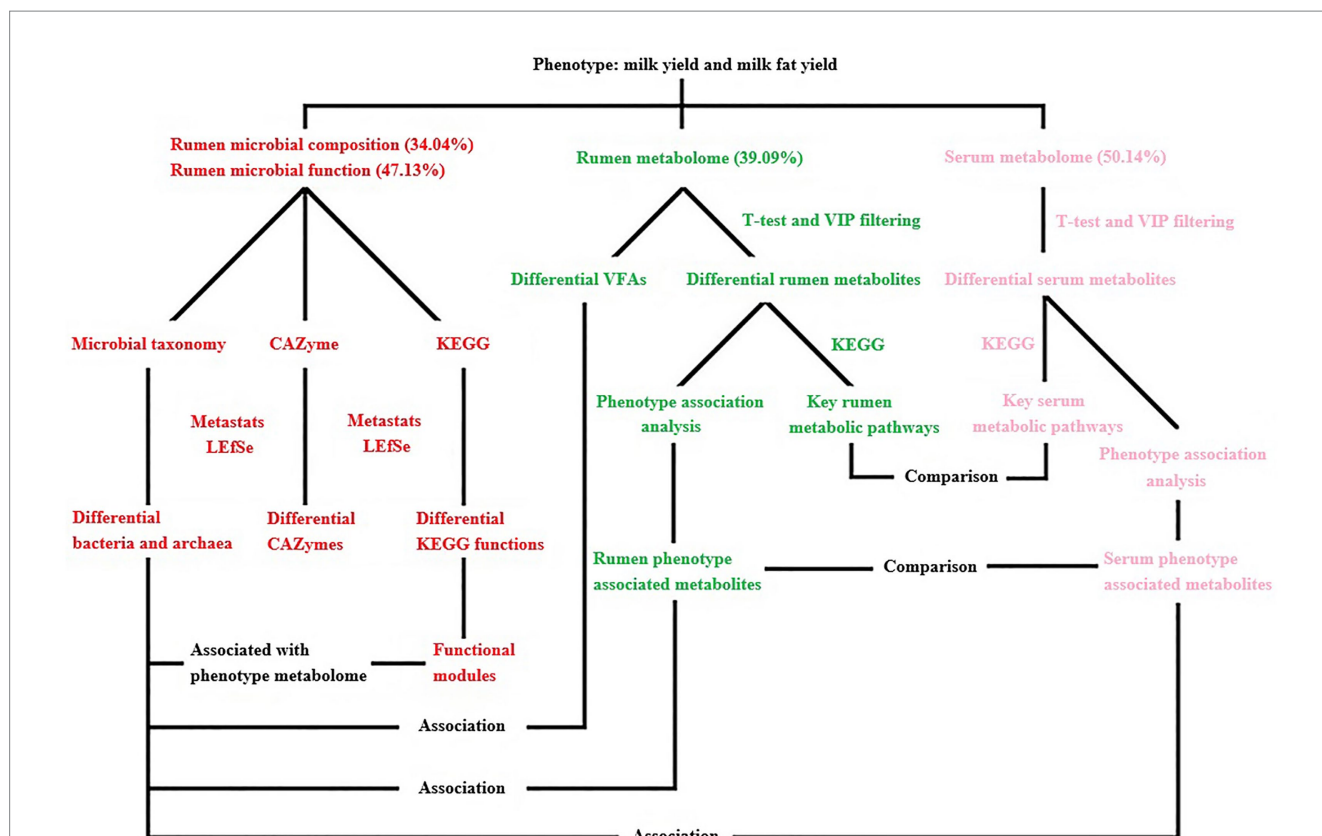 Phenotype: milk yield and milk fat yield
Rumen microbial composition (34.04%)
Rumen microbial function (47.13%)
Rumen metabolome (39.09%)
Serum metabolome (50.14%)
T-test and VIP filtering
T-test and VIP filtering
Differential VFAs
Differential rumen metabolites
Differential serum metabolites
Microbial taxonomy
CAZyme
KEGG
KEGG
KEGG
Metastats
LEfSe
Metastats
LEfSe
Phenotype association
analysis
Key rumen
metabolic pathways
Key serum
metabolic pathways
Comparison
Phenotype association
analysis
Differential
bacteria and archaea
Differential
CAZymes
Differential
KEGG functions
Rumen phenotype
associated metabolites
Comparison
Serum phenotype
associated metabolites
Associated with
phenotype metabolome
Functional
modules
Association
Association
Association